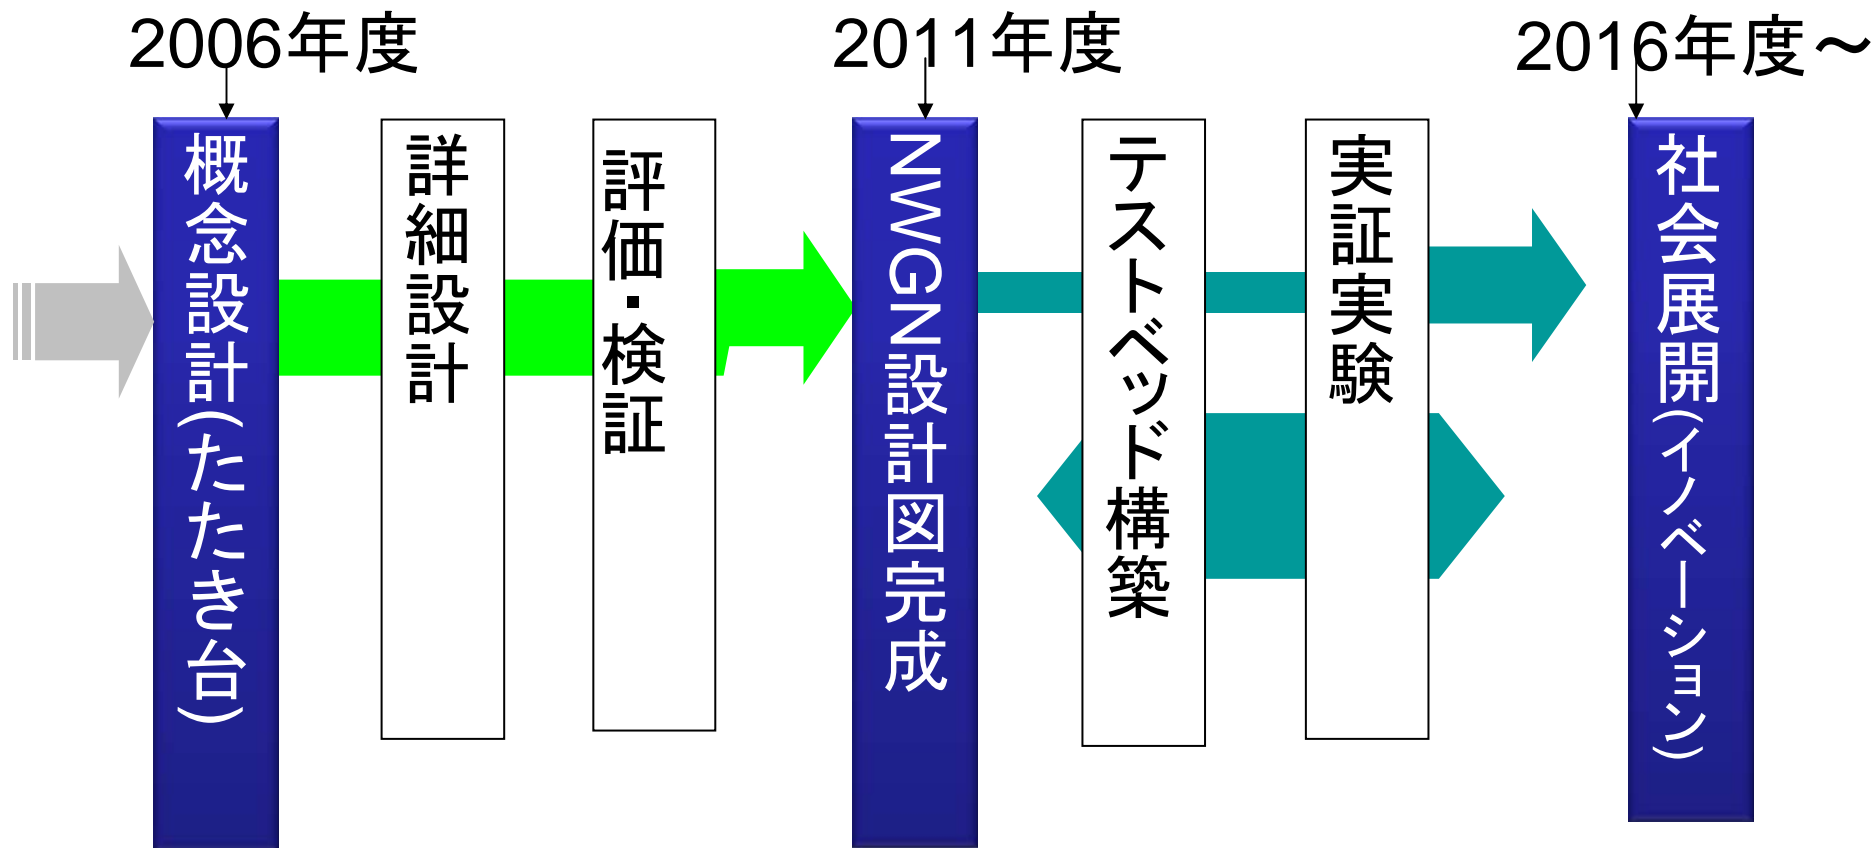 2006年度
2011年度
2016年度～
概念設計(たたき台)
詳細設計
評価・検証
NWGN設計図完成
テストベッド構築
実証実験
社会展開(イノベーション)